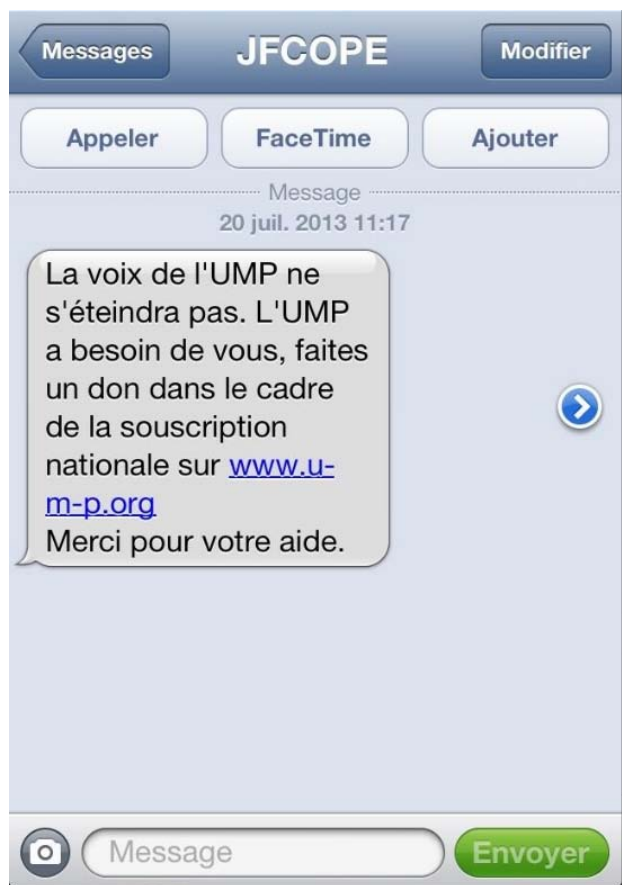 Messages JFCOPE Modifier
Appeler FaceTime Ajouter
Message
20 juil. 2013 11:17
La voix de l'UMP ne
s'éteindra pas. L'UMP
a besoin de vous, faites
un don dans le cadre
de la souscription
nationale sur www.u-
m-p.org
Merci pour votre aide.
Message Envoyer